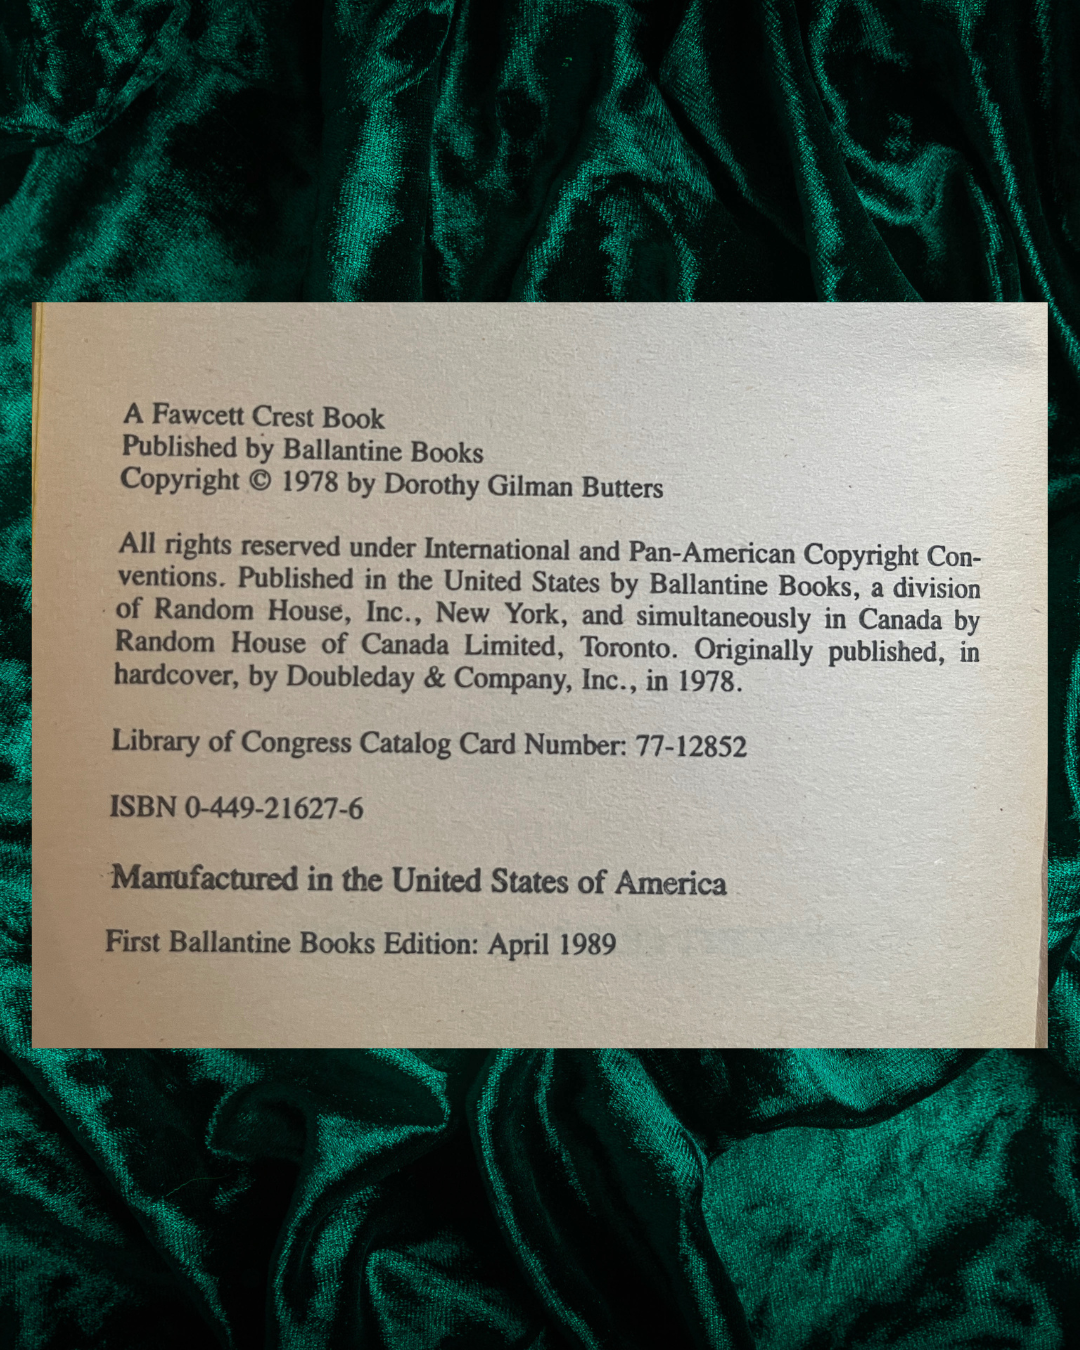 A Fawcett Crest Book
Published by Ballantine Books
Copyright © 1978 by Dorothy Gilman Butters
All rights reserved under International and Pan-American Copyright Con-
ventions. Published in the United States by Ballantine Books, a division
of Random House, Inc., New York, and simultaneously in Canada by
Random House of Canada Limited, Toronto. Originally published, in
hardcover, by Doubleday & Company, Inc., in 1978.
Library of Congress Catalog Card Number: 77-12852
ISBN 0-449-21627-6
Manufactured in the United States of America
First Ballantine Books Edition: April 1989